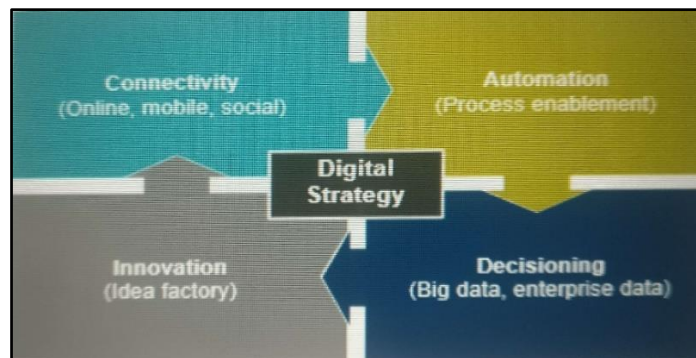 Connectivity
(Online, mobile, social)
Automation
(Process enablement)
Digital
Strategy
Innovation
(Idea factory)
Decisioning
(Big data, enterprise data)